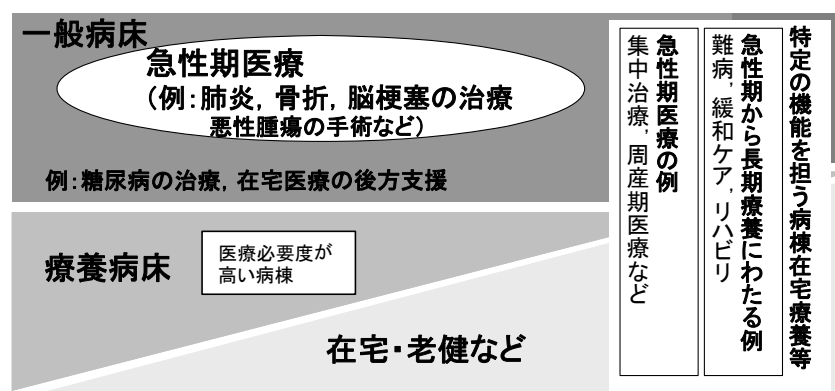 一般病床
急性期医療
（例：肺炎，骨折，脳梗塞の治療
悪性腫瘍の手術など）
例：糖尿病の治療，在宅医療の後方支援
療養病床
医療必要度が
高い病棟
在宅・老健など
特定の機能を担う病棟在宅療養等
急性期から長期療養にわたる例
難病，緩和ケア，リハビリ
急性期医療の例
集中治療，周産期医療など